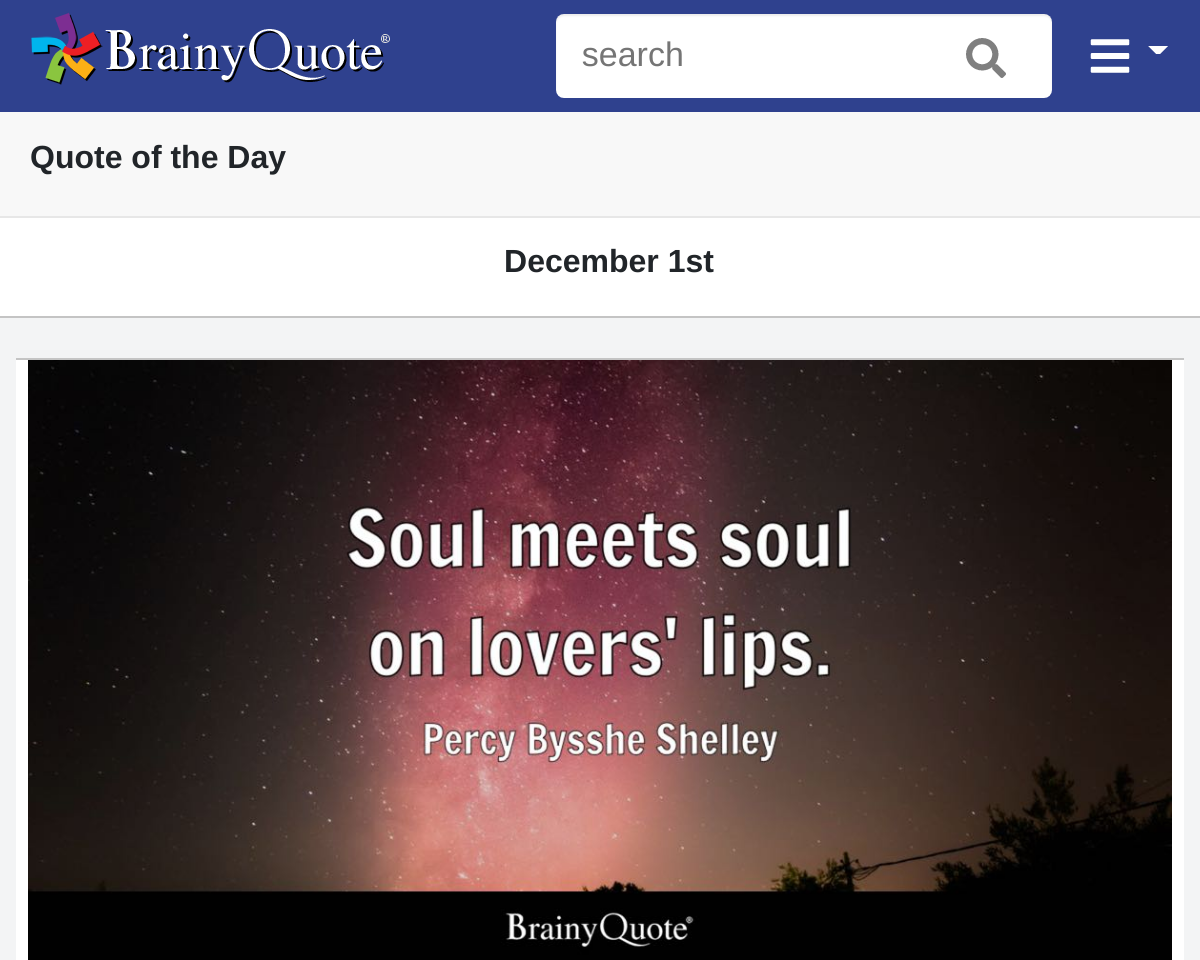 BrainyQuote®
search
Quote of the Day
December 1st
Soul meets soul
on lovers' lips.
Percy Bysshe Shelley
BrainyQuote®